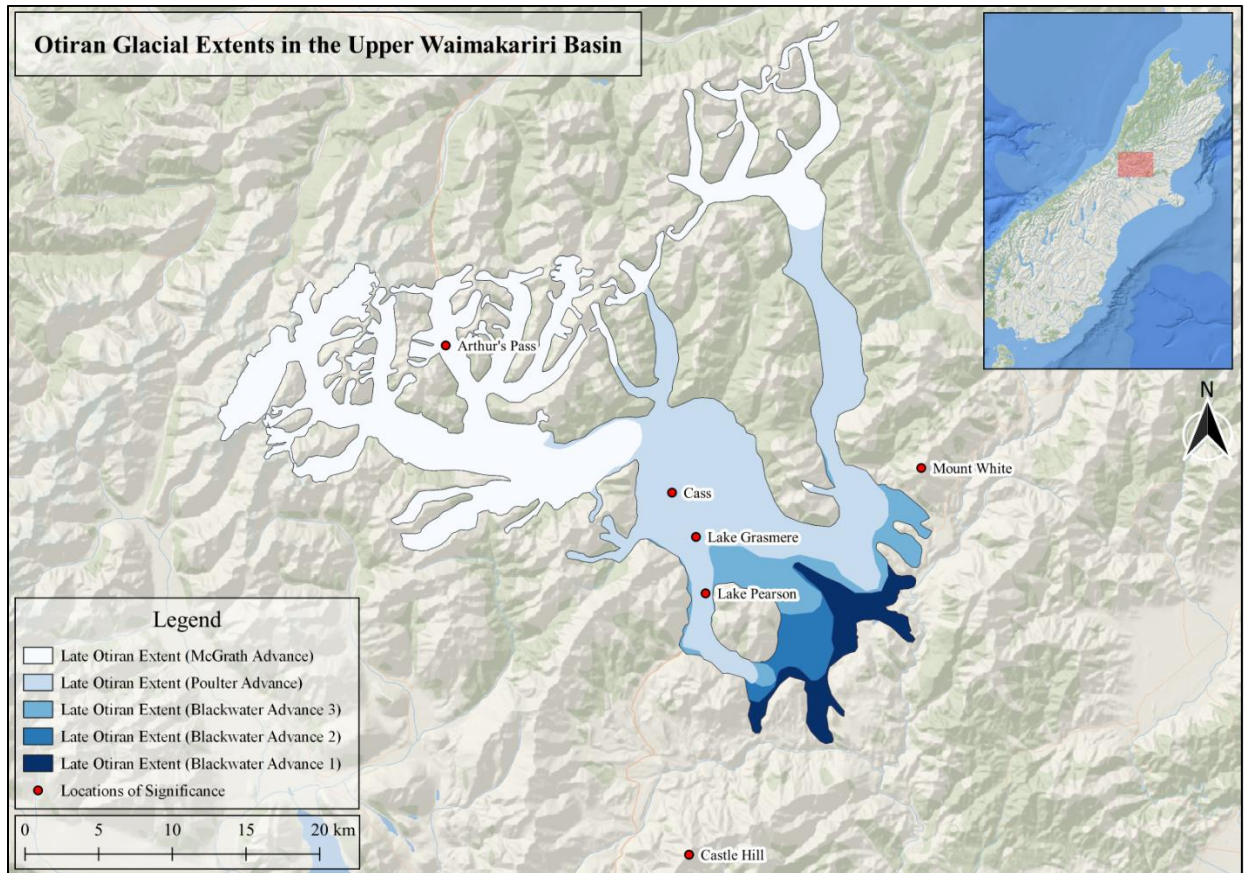 Otiran Glacial Extents in the Upper Waimakariri Basin
N
Arthur's Pass
Mount White
Cass
Lake Grasmere
Lake Pearson
Legend
Late Otiran Extent (McGrath Advance)
Late Otiran Extent (Poulter Advance)
Late Otiran Extent (Blackwater Advance 3)
Late Otiran Extent (Blackwater Advance 2)
Late Otiran Extent (Blackwater Advance 1)
Locations of Significance
0 5 10 15 20 km
Castle Hill